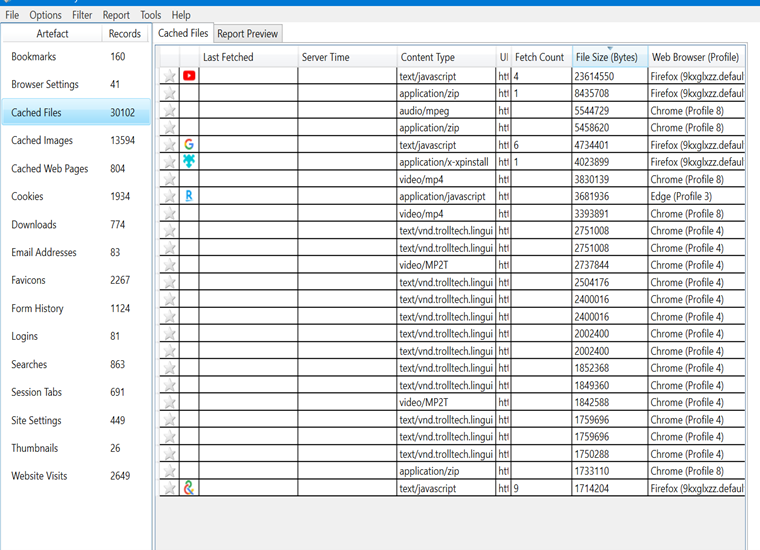 File Options Filter Report Tools Help
Artefact Records
Bookmarks 160
Browser Settings 41
Cached Files 30102
Cached Images 13594
Cached Web Pages 804
Cookies 1934
Downloads 774
Email Addresses 83
Favicons 2267
Form History 1124
Logins 81
Searches 863
Session Tabs 691
Site Settings 449
Thumbnails 26
Website Visits 2649
Cached Files Report Preview
Last Fetched Server Time Content Type Fetch Count File Size (Bytes) Web Browser (Profile)
text/javascript htt 4 23614550 Firefox (9kxglxzz.defaul
application/zip htt 1 8435708 Firefox (9kxglxzz.defaul
audio/mpeg htt 5544729 Chrome (Profile 8)
application/zip htt 5458620 Chrome (Profile 8)
text/javascript htt 6 4734401 Firefox (9kxglxzz.defaul
application/x-xpinstall htt 1 4023899 Firefox (9kxglxzz.defaul
video/mp4 htt 3830139 Chrome (Profile 8)
application/javascript htt 3681936 Edge (Profile 3)
video/mp4 htt 3393891 Chrome (Profile 8)
text/vnd.trolltech.lingui htt 2751008 Chrome (Profile 4)
text/vnd.trolltech.lingui htt 2751008 Chrome (Profile 4)
video/MP2T htt 2737844 Chrome (Profile 4)
text/vnd.trolltech.lingui htt 2504176 Chrome (Profile 4)
text/vnd.trolltech.lingui htt 2400016 Chrome (Profile 4)
text/vnd.trolltech.lingui htt 2400016 Chrome (Profile 4)
text/vnd.trolltech.lingui htt 2002400 Chrome (Profile 4)
text/vnd.trolltech.lingui htt 2002400 Chrome (Profile 4)
text/vnd.trolltech.lingui htt 1852368 Chrome (Profile 4)
text/vnd.trolltech.lingui htt 1849360 Chrome (Profile 4)
video/MP2T htt 1842588 Chrome (Profile 4)
text/vnd.trolltech.lingui htt 1759696 Chrome (Profile 4)
text/vnd.trolltech.lingui htt 1759696 Chrome (Profile 4)
text/vnd.trolltech.lingui htt 1750288 Chrome (Profile 4)
application/zip htt 1733110 Chrome (Profile 8)
text/javascript htt 9 1714204 Firefox (9kxglxzz.defaul